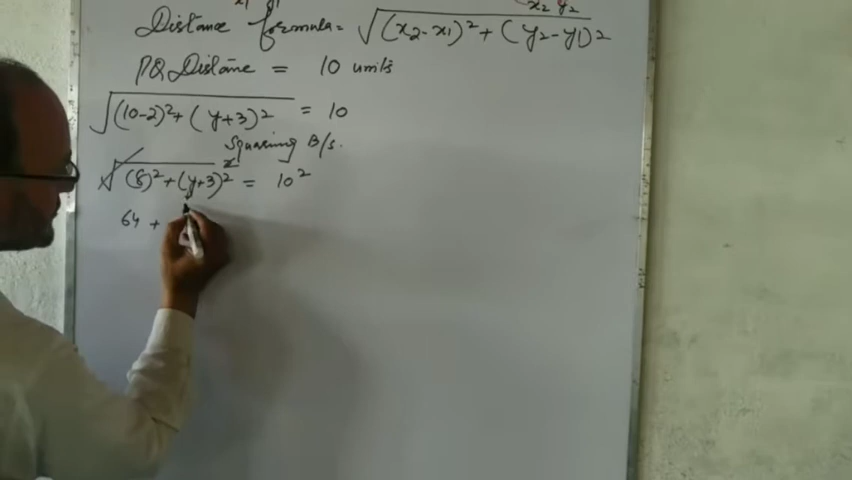 x1 y1 x2 y2
Distance formula = √(x2-x1)²+(y2-y1)2
PQ Distane = 10 units
√(10-2)²+(y+3)² = 10
Squaring B/s.
√(8)²+(y+3)² = 10²
64 +